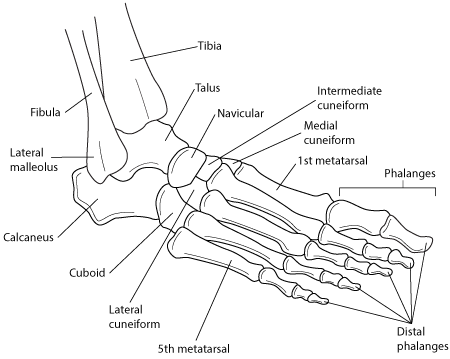 Tibia
Talus
Intermediate
cuneiform
Navicular
Fibula
Medial
cuneiform
Lateral
malleolus
1st metatarsal
Phalanges
Calcaneus
Cuboid
Lateral
cuneiform
5th metatarsal
Distal
phalanges